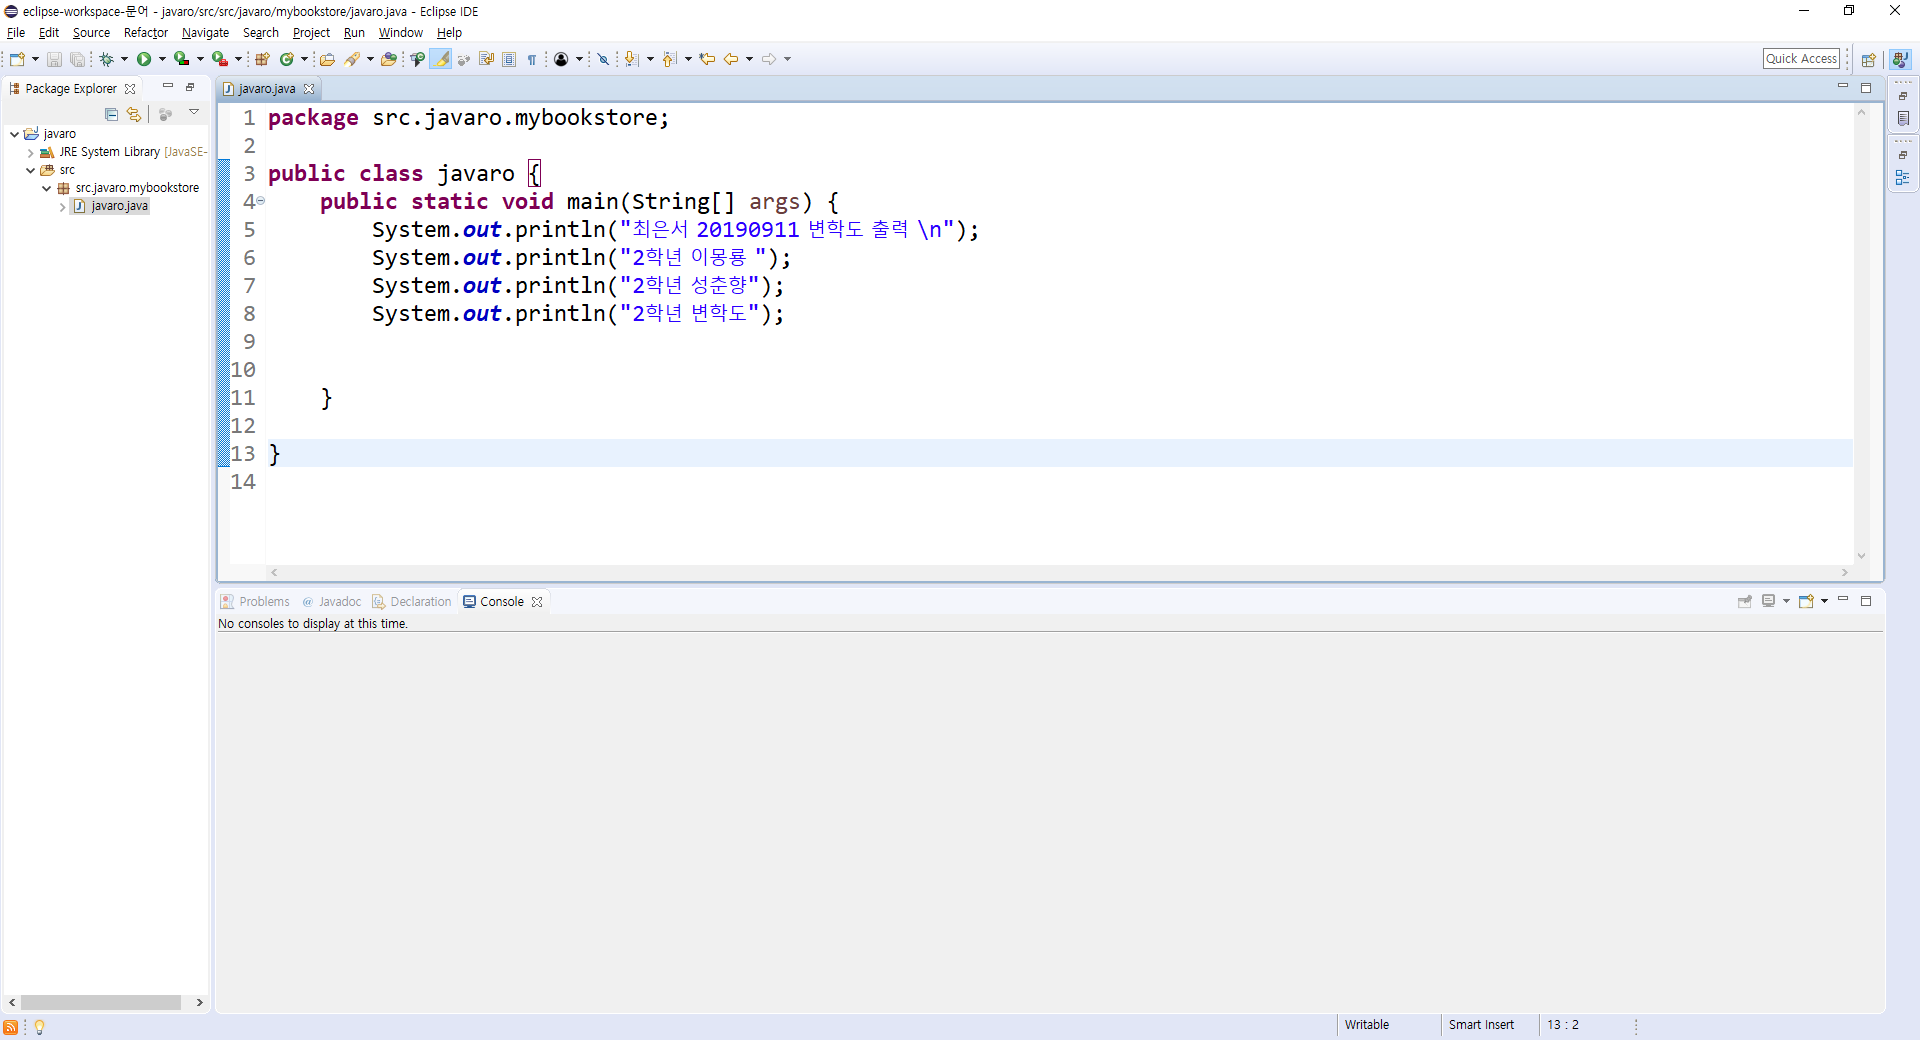 eclipse-workspace-문어 - javaro/src/src/javaro/mybookstore/javaro.java - Eclipse IDE
File Edit Source Refactor Navigate Search Project Run Window Help
Quick Access
Package Explorer
javaro
JRE System Library [JavaSE-
src
src.javaro.mybookstore
javaro.java
javaro.java
1 package src.javaro.mybookstore;
2
3 public class javaro {
4 public static void main(String[] args) {
5 System.out.println("최은서 20190911 변학도 출력 \n");
6 System.out.println("2학년 이몽룡 ");
7 System.out.println("2학년 성춘향");
8 System.out.println("2학년 변학도");
9
10
11 }
12
13 }
14
Problems @ Javadoc Declaration Console
No consoles to display at this time.
Writable Smart Insert 13 : 2